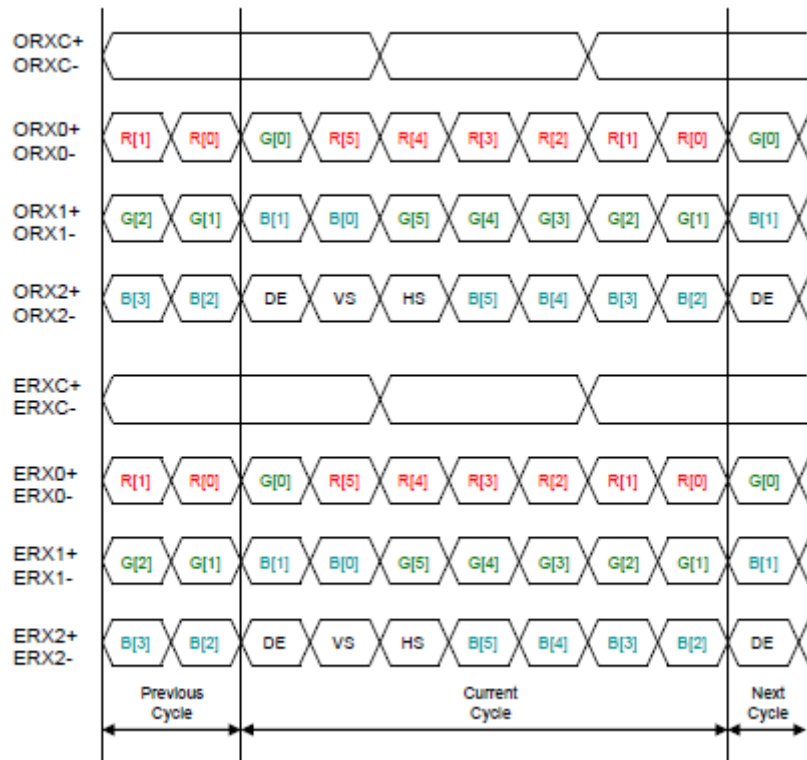 ORXC+
ORXC-
ORX0+
ORX0-
R[1] R[0] G[0] R[5] R[4] R[3] R[2] R[1] R[0] G[0]
ORX1+
ORX1-
G[2] G[1] B[1] B[0] G[5] G[4] G[3] G[2] G[1] B[1]
ORX2+
ORX2-
B[3] B[2] DE VS HS B[5] B[4] B[3] B[2] DE
ERXC+
ERXC-
ERX0+
ERX0-
R[1] R[0] G[0] R[5] R[4] R[3] R[2] R[1] R[0] G[0]
ERX1+
ERX1-
G[2] G[1] B[1] B[0] G[5] G[4] G[3] G[2] G[1] B[1]
ERX2+
ERX2-
B[3] B[2] DE VS HS B[5] B[4] B[3] B[2] DE
Previous
Cycle
Current
Cycle
Next
Cycle